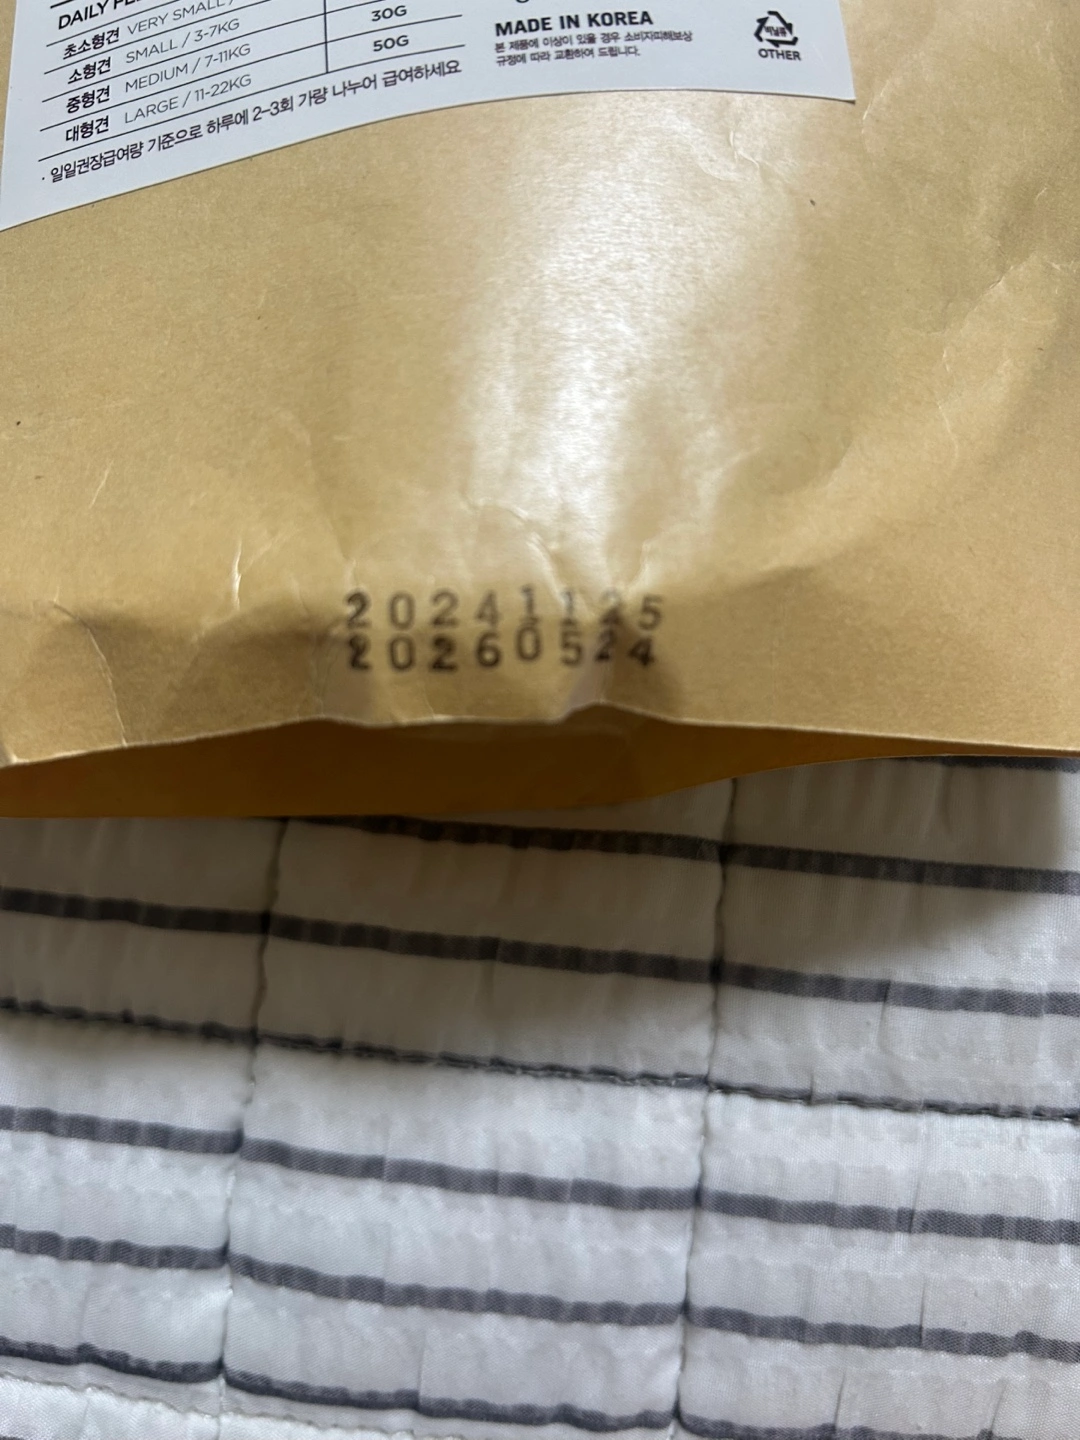 DAILY
초소형견 VERY SMALL /
소형견 SMALL / 3-7KG 30G
중형견 MEDIUM / 7-11KG 50G
대형견 LARGE / 11-22KG
· 일일권장급여량 기준으로 하루에 2-3회 가량 나누어 급여하세요
MADE IN KOREA
본 제품에 이상이 있을 경우 소비자피해보상
규정에 따라 교환하여 드립니다.
비닐류
OTHER
20241125
20260524